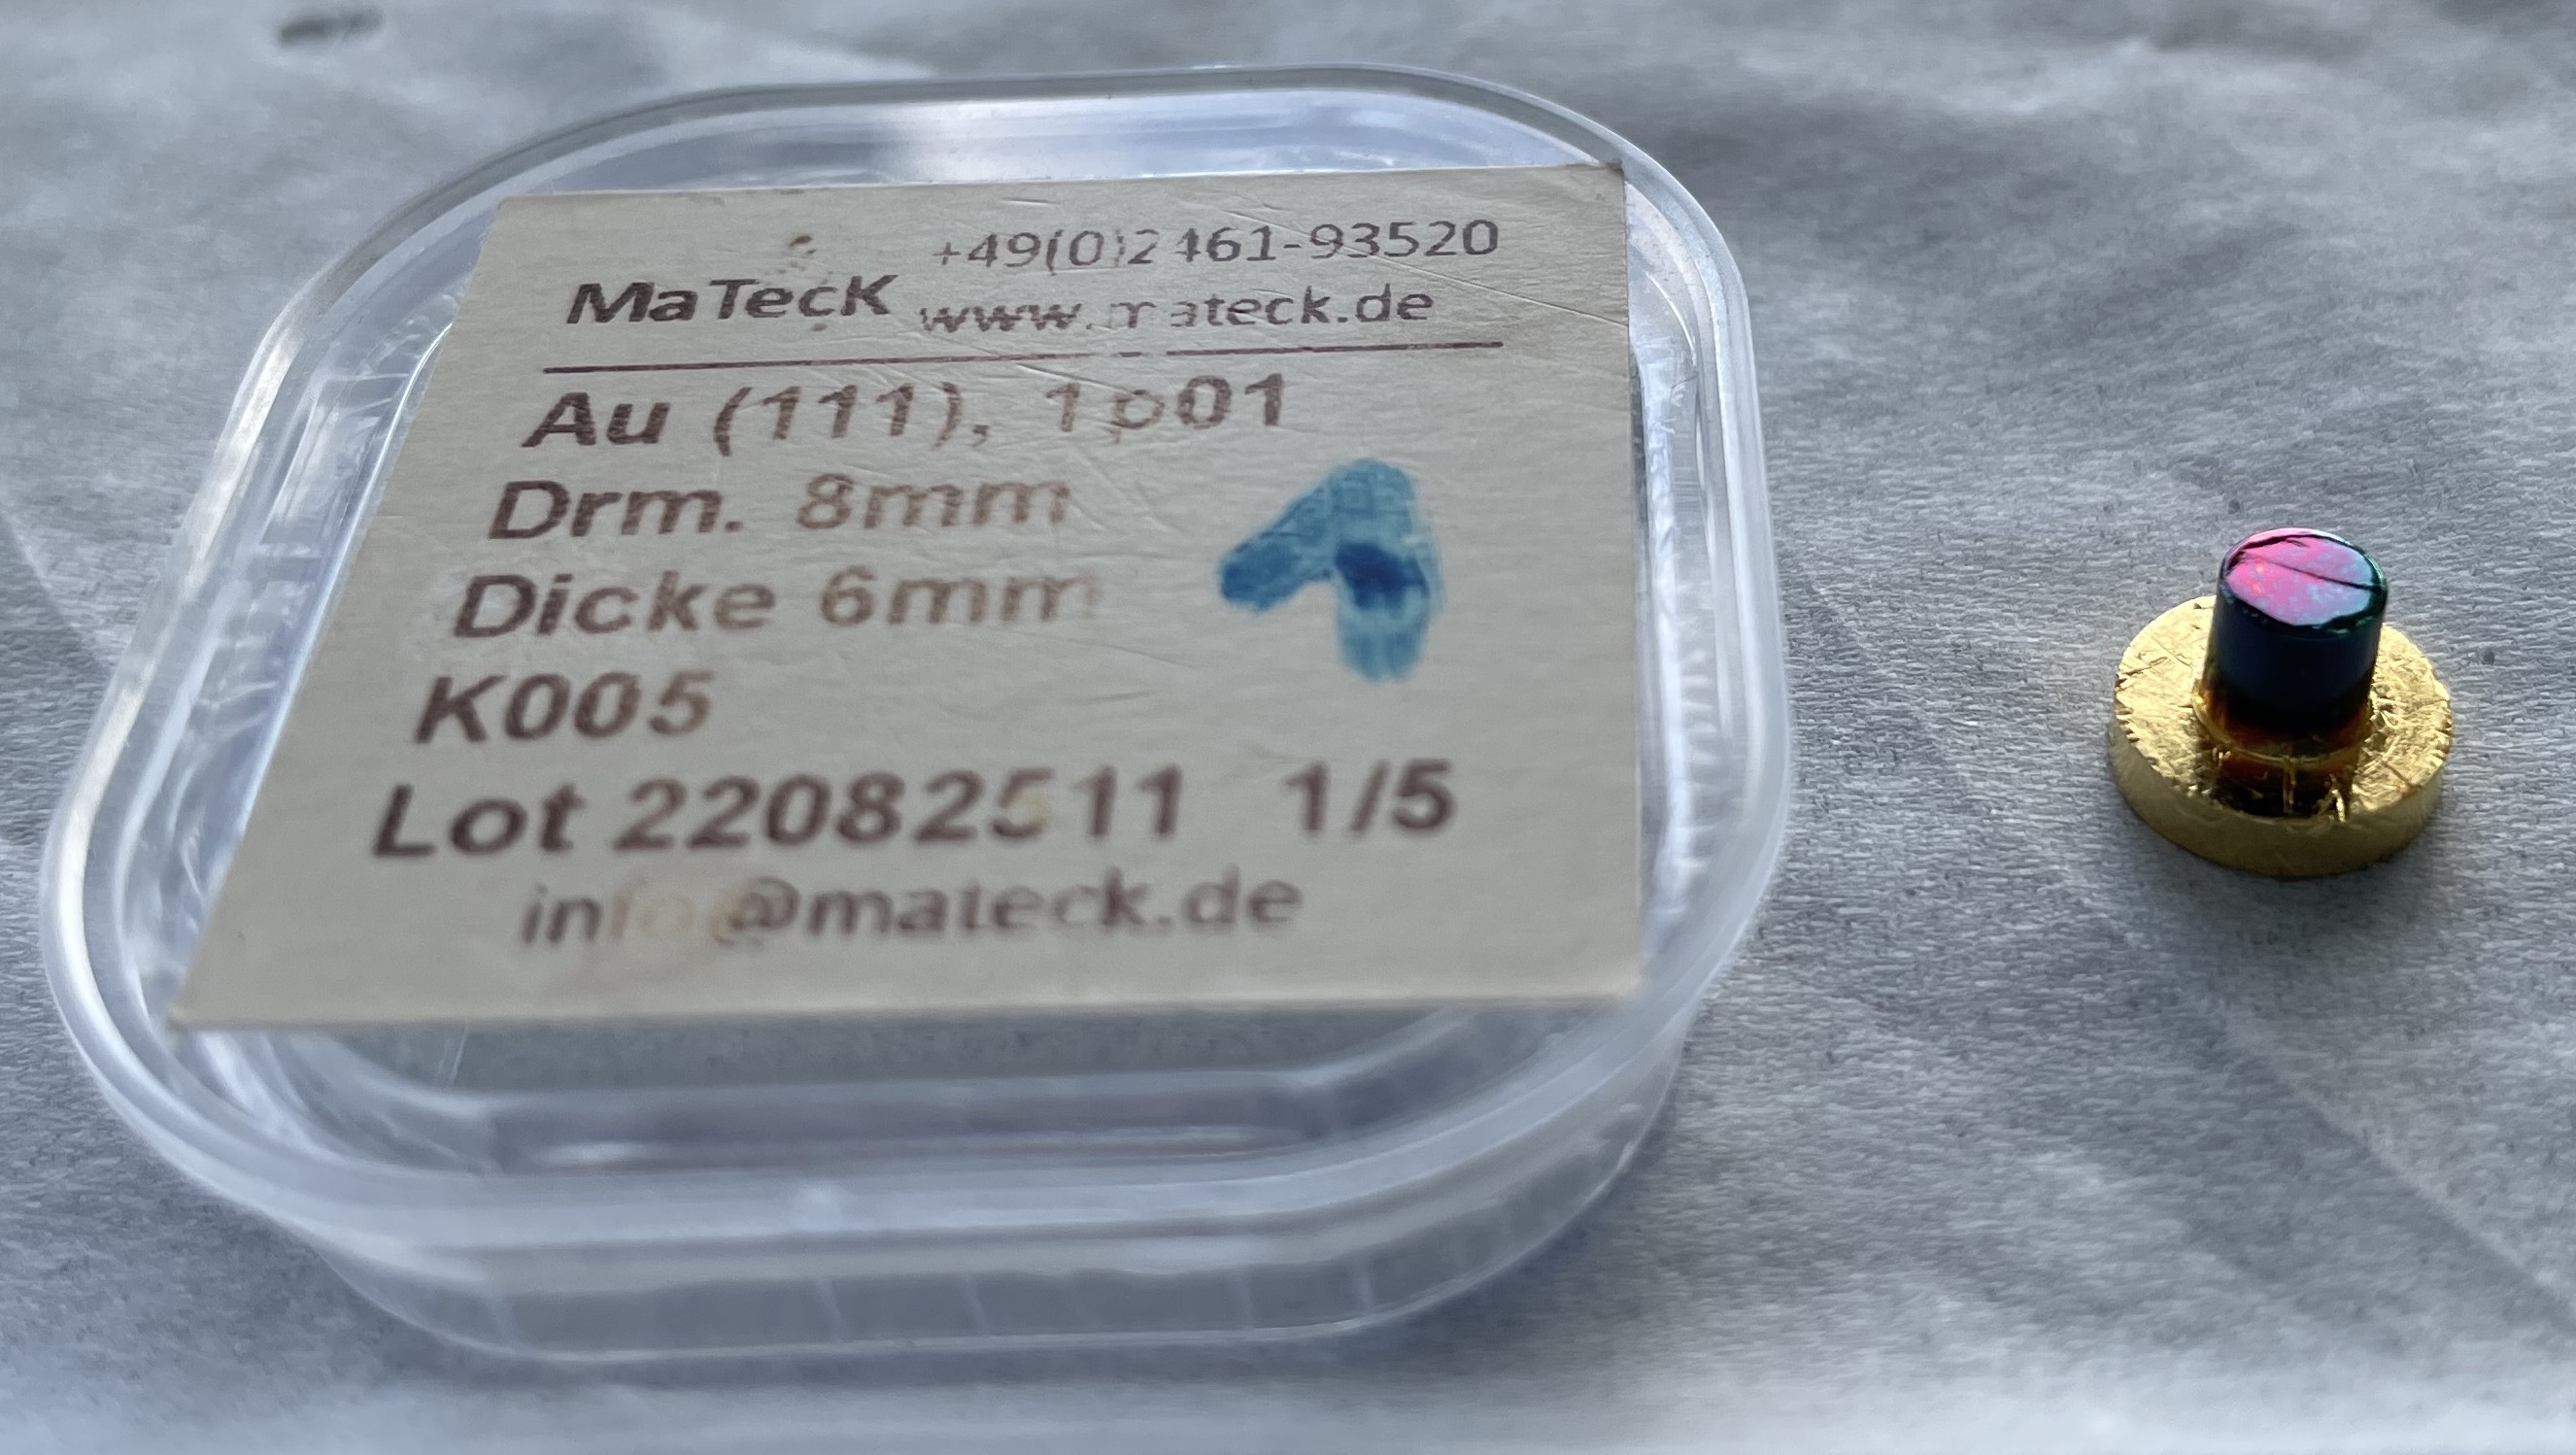 +49(0)2461-93520
MaTecK www.mateck.de
Au (111), 1p01
Drm. 8mm
Dicke 6mm
1
K005
Lot 22082511 1/5
info@mateck.de